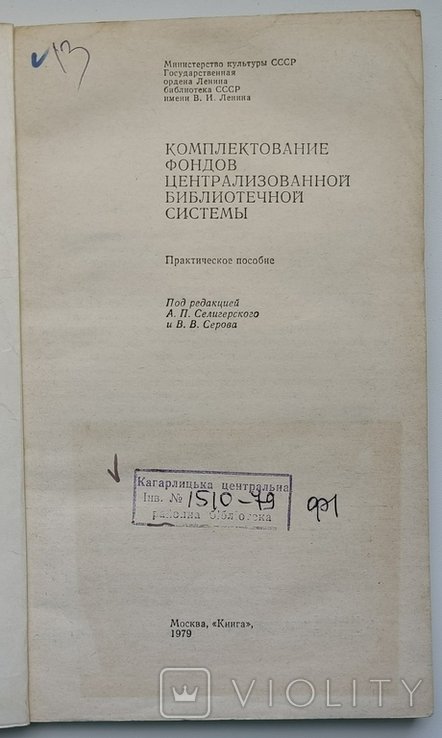 ✓13
Министерство культуры СССР
Государственная
ордена Ленина
библиотека СССР
имени В. И. Ленина
КОМПЛЕКТОВАНИЕ
ФОНДОВ
ЦЕНТРАЛИЗОВАННОЙ
БИБЛИОТЕЧНОЙ
СИСТЕМЫ
Практическое пособие
Под редакцией
А. П. Селигерского
и В. В. Серова
Кагарлицька центральна
Інв. № 1510-79
районна бібліотека
Москва, «Книга»,
1979
VIOLITY